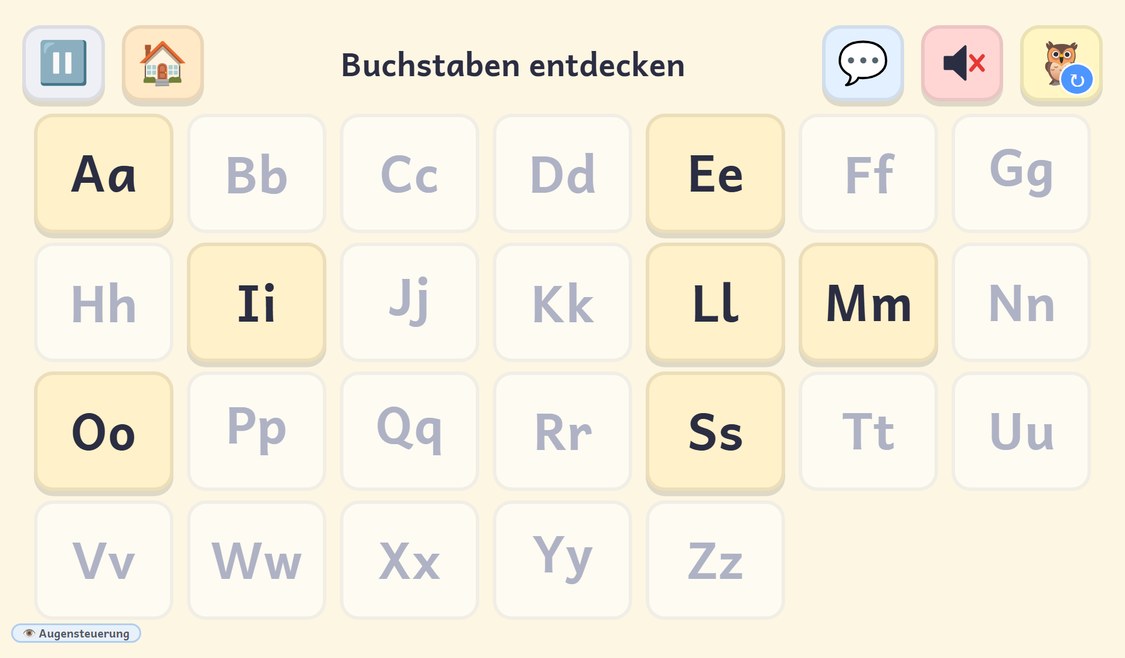 Buchstaben entdecken
Aa Bb Cc Dd Ee Ff Gg
Hh Ii Jj Kk Ll Mm Nn
Oo Pp Qq Rr Ss Tt Uu
Vv Ww Xx Yy Zz
Augensteuerung